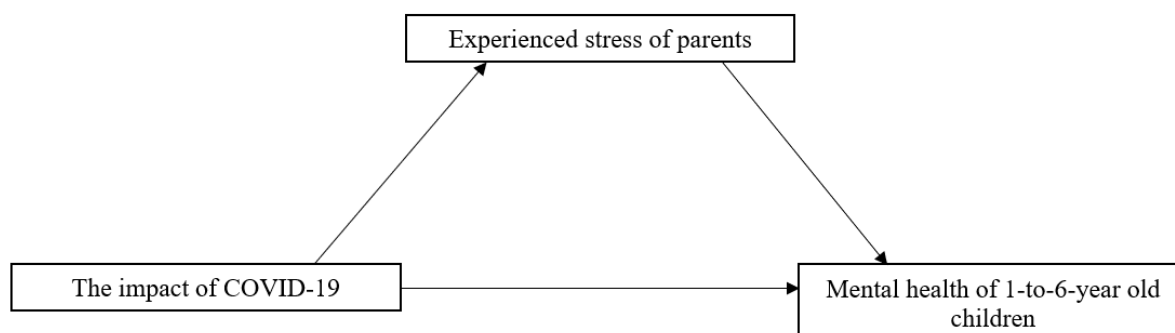 Experienced stress of parents
The impact of COVID-19
Mental health of 1-to-6-year old
children